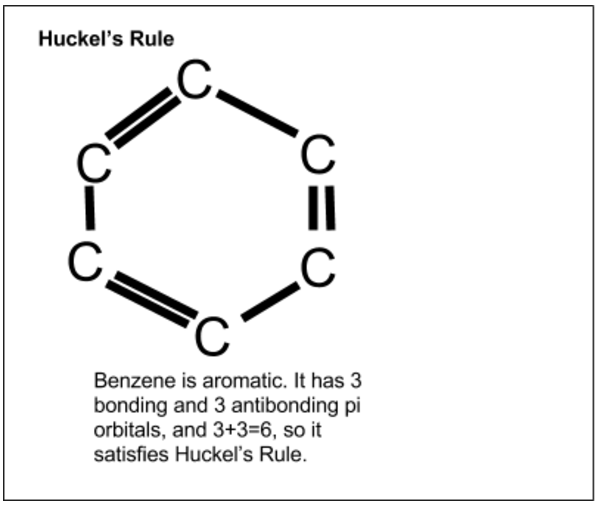 Huckel's Rule
C
C
C
C
C
C
Benzene is aromatic. It has 3
bonding and 3 antibonding pi
orbitals, and 3+3=6, so it
satisfies Huckel's Rule.